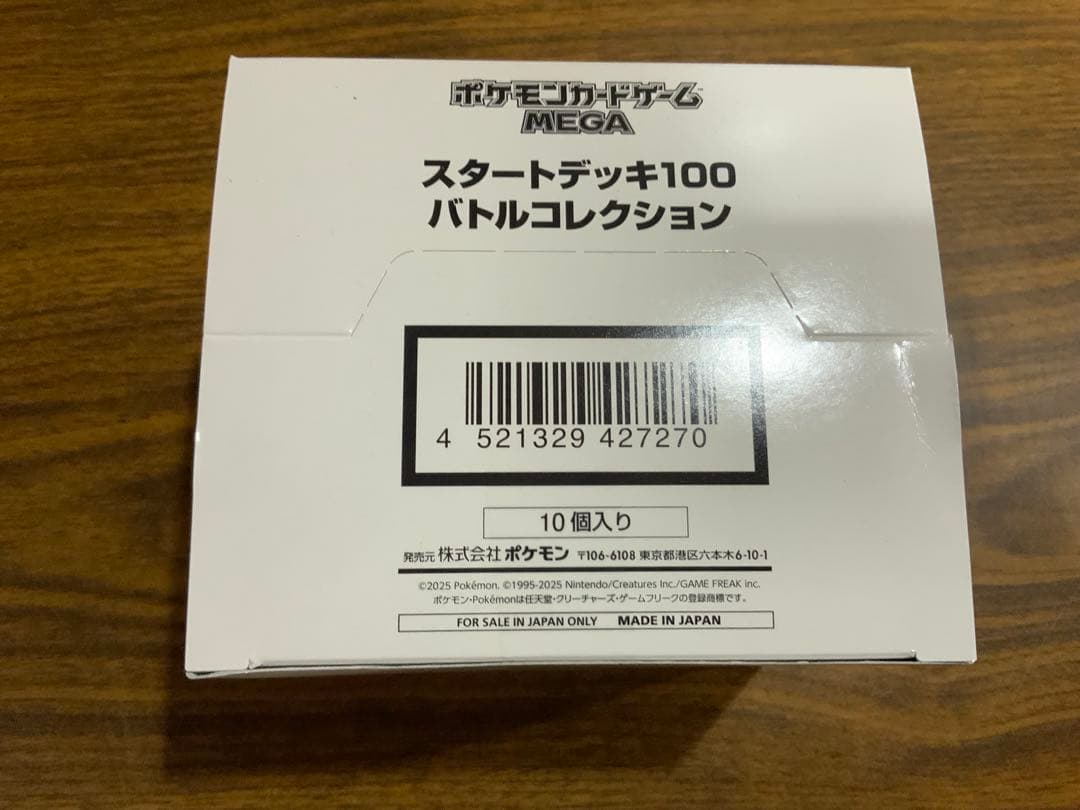 ポケモンカードゲーム
MEGA
スタートデッキ100
バトルコレクション
4 521329 427270
10個入り
発売元 株式会社 ポケモン 〒106-6108 東京都港区六本木6-10-1
©2025 Pokémon. ©1995-2025 Nintendo/Creatures Inc./GAME FREAK inc.
ポケモン・Pokémonは任天堂・クリーチャーズ・ゲームフリークの登録商標です。
FOR SALE IN JAPAN ONLY MADE IN JAPAN